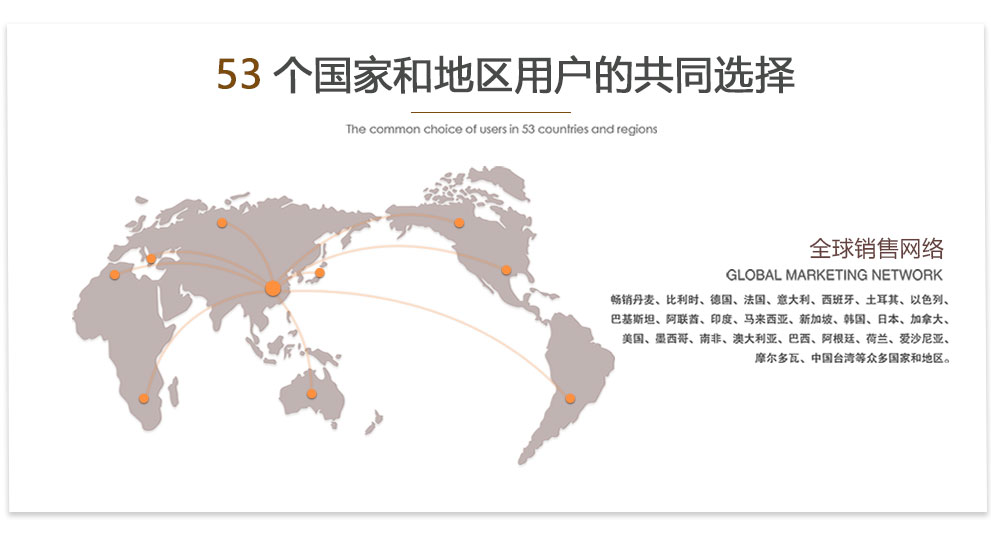 53 个国家和地区用户的共同选择
The common choice of users in 53 countries and regions
全球销售网络
GLOBAL MARKETING NETWORK
畅销丹麦、比利时、德国、法国、意大利、西班牙、土耳其、以色列、
巴基斯坦、阿联酋、印度、马来西亚、新加坡、韩国、日本、加拿大、
美国、墨西哥、南非、澳大利亚、巴西、阿根廷、荷兰、爱沙尼亚、
摩尔多瓦、中国台湾等众多国家和地区。